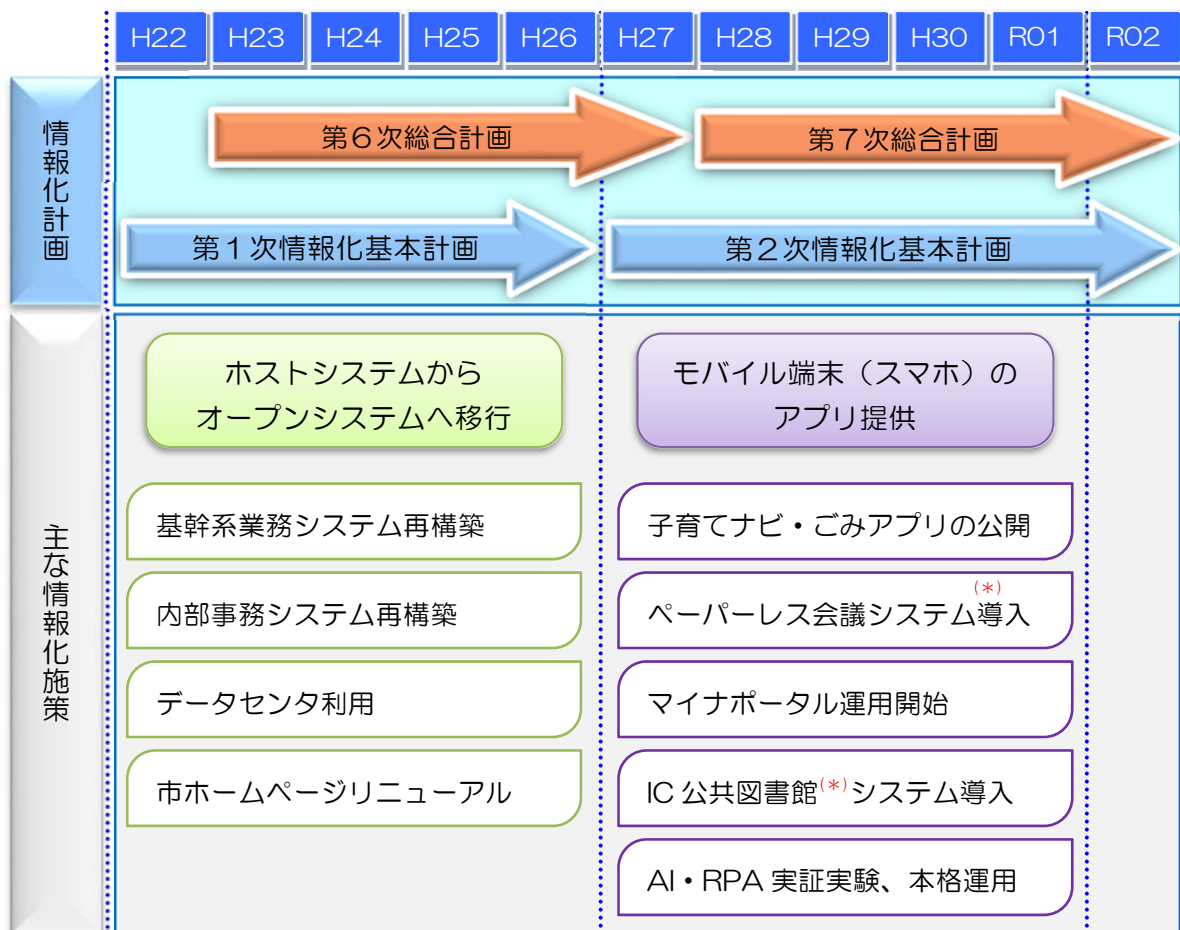 H22 H23 H24 H25 H26 H27 H28 H29 H30 R01 R02
情報化計画
第6次総合計画
第7次総合計画
第1次情報化基本計画
第2次情報化基本計画
主な情報化施策
ホストシステムから
オープンシステムへ移行
基幹系業務システム再構築
内部事務システム再構築
データセンタ利用
市ホームページリニューアル
モバイル端末（スマホ）の
アプリ提供
子育てナビ・ごみアプリの公開
ペーパーレス会議システム(*)導入
マイナポータル運用開始
IC公共図書館(*)システム導入
AI・RPA 実証実験、本格運用